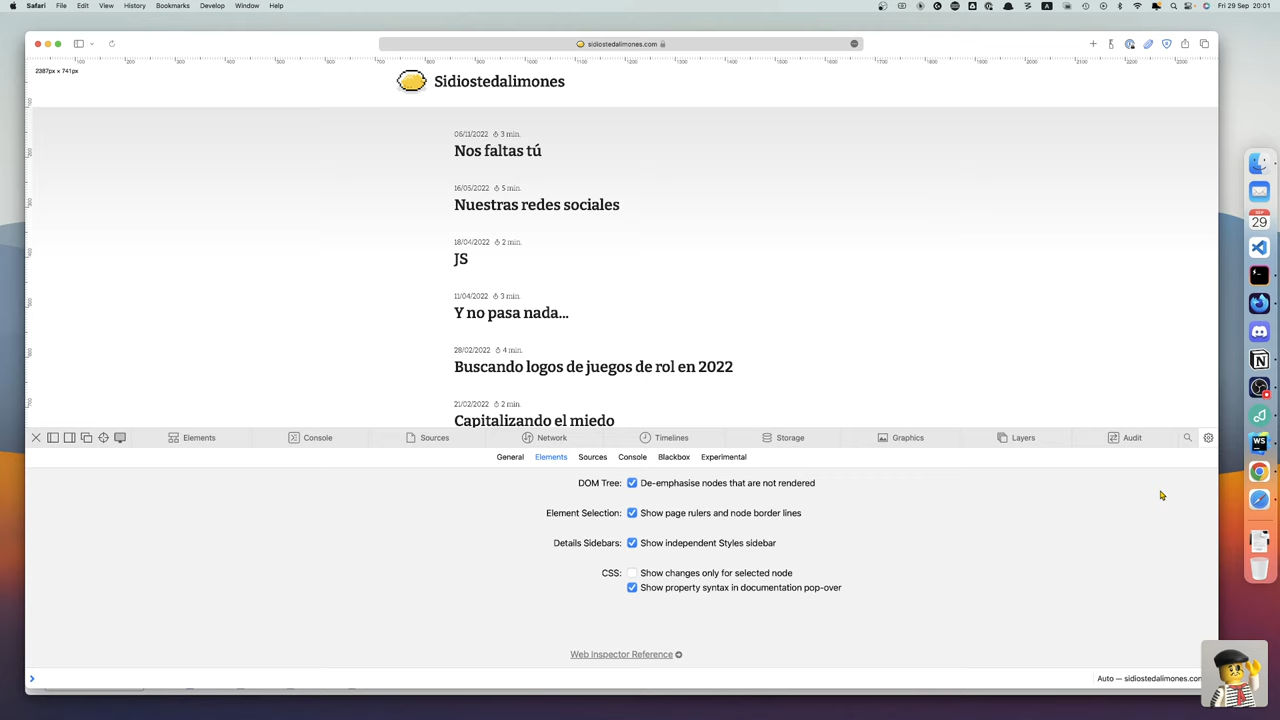 Safari File Edit View History Bookmarks Develop Window Help
A
Fri 29 Sep 20:01
sidiostedalimones.com
2387px × 741px
Sidiostedalimones
06/11/2022 3 min.
Nos faltas tú
16/05/2022 5 min.
Nuestras redes sociales
18/04/2022 2 min.
JS
11/04/2022 3 min.
Y no pasa nada...
28/02/2022 4 min.
Buscando logos de juegos de rol en 2022
21/02/2022 2 min.
Capitalizando el miedo
Elements Console Sources Network Timelines Storage Graphics Layers Audit
General Elements Sources Console Blackbox Experimental
DOM Tree: De-emphasise nodes that are not rendered
Element Selection: Show page rulers and node border lines
Details Sidebars: Show independent Styles sidebar
CSS: Show changes only for selected node
Show property syntax in documentation pop-over
Web Inspector Reference
Auto — sidiostedalimones.com
SEP
29
WS